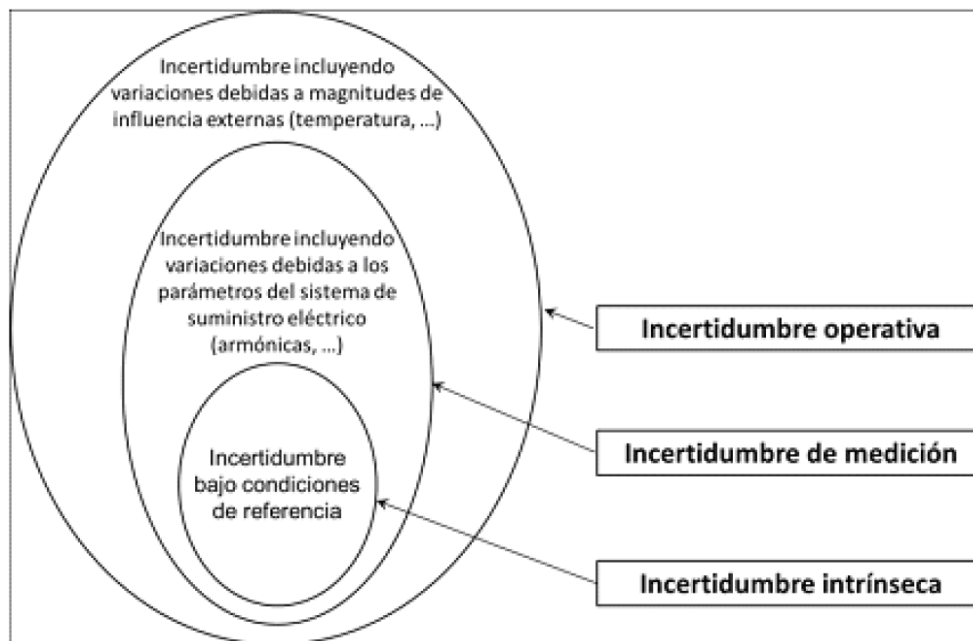 Incertidumbre incluyendo
variaciones debidas a magnitudes de
influencia externas (temperatura, ...)
Incertidumbre incluyendo
variaciones debidas a los
parámetros del sistema de
suministro eléctrico
(armónicas, ...)
Incertidumbre
bajo condiciones
de referencia
Incertidumbre operativa
Incertidumbre de medición
Incertidumbre intrínseca